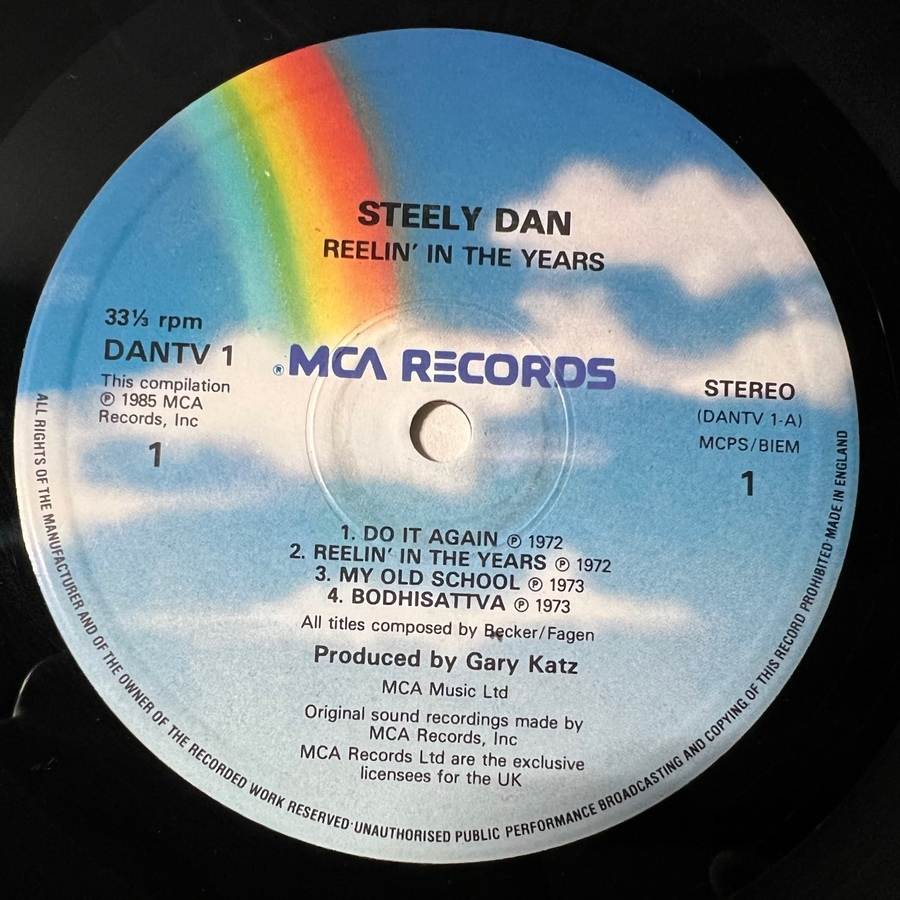 STEELY DAN
REELIN' IN THE YEARS
33⅓ rpm
DANTV 1
This compilation
℗ 1985 MCA
Records, Inc
1
® MCA RECORDS
STEREO
(DANTV 1-A)
MCPS/BIEM
1
1. DO IT AGAIN ℗ 1972
2. REELIN' IN THE YEARS ℗ 1972
3. MY OLD SCHOOL ℗ 1973
4. BODHISATTVA ℗ 1973
All titles composed by Becker/Fagen
Produced by Gary Katz
MCA Music Ltd
Original sound recordings made by
MCA Records, Inc
MCA Records Ltd are the exclusive
licensees for the UK
ALL RIGHTS OF THE MANUFACTURER AND OF THE OWNER OF THE RECORDED WORK RESERVED·UNAUTHORISED PUBLIC PERFORMANCE BROADCASTING AND COPYING OF THIS RECORD PROHIBITED·MADE IN ENGLAND